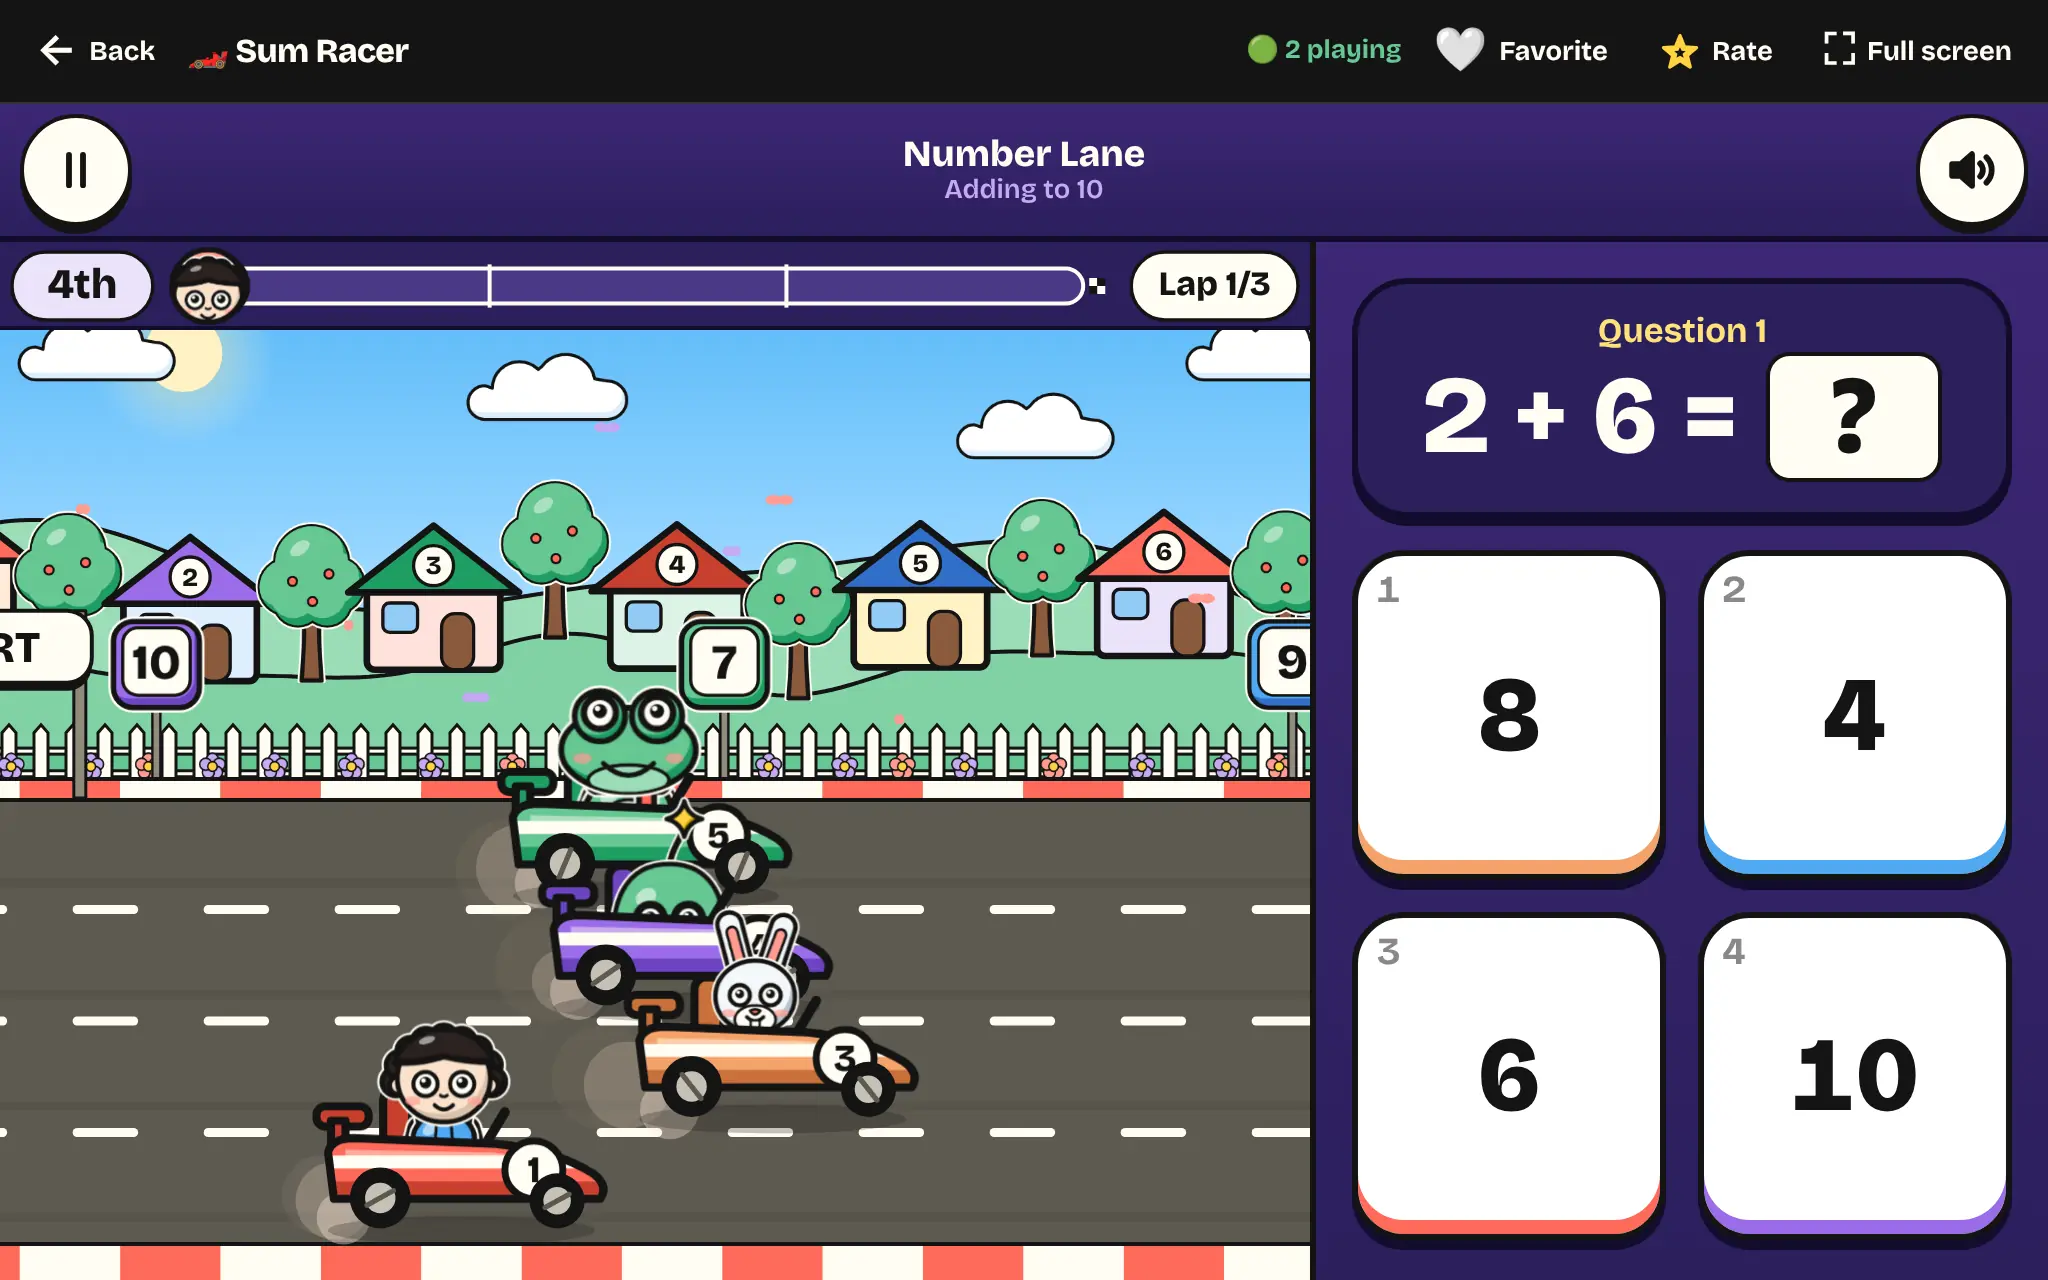 Back
Sum Racer
2 playing
Favorite
Rate
Full screen
Number Lane
Adding to 10
4th
Lap 1/3
Question 1
2 + 6 = ?
1
8
2
4
3
6
4
10
2
3
4
5
6
RT
10
7
9
5
3
1